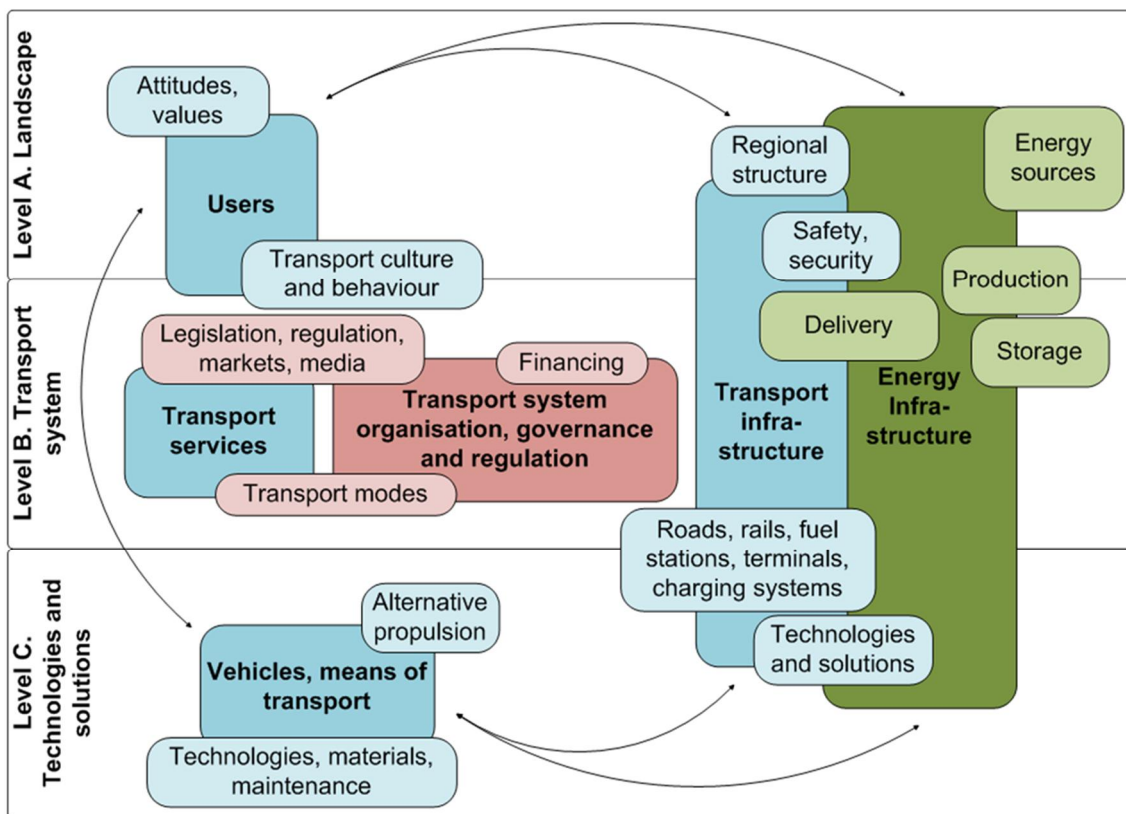 Level A. Landscape
Attitudes,
values
Users
Transport culture
and behaviour
Regional
structure
Safety,
security
Energy
sources
Production
Level B. Transport
system
Legislation, regulation,
markets, media
Financing
Transport
services
Transport system
organisation, governance
and regulation
Transport modes
Delivery
Storage
Transport
infra-
structure
Energy
Infra-
structure
Roads, rails, fuel
stations, terminals,
charging systems
Level C.
Technologies and
solutions
Alternative
propulsion
Vehicles, means of
transport
Technologies, materials,
maintenance
Technologies
and solutions